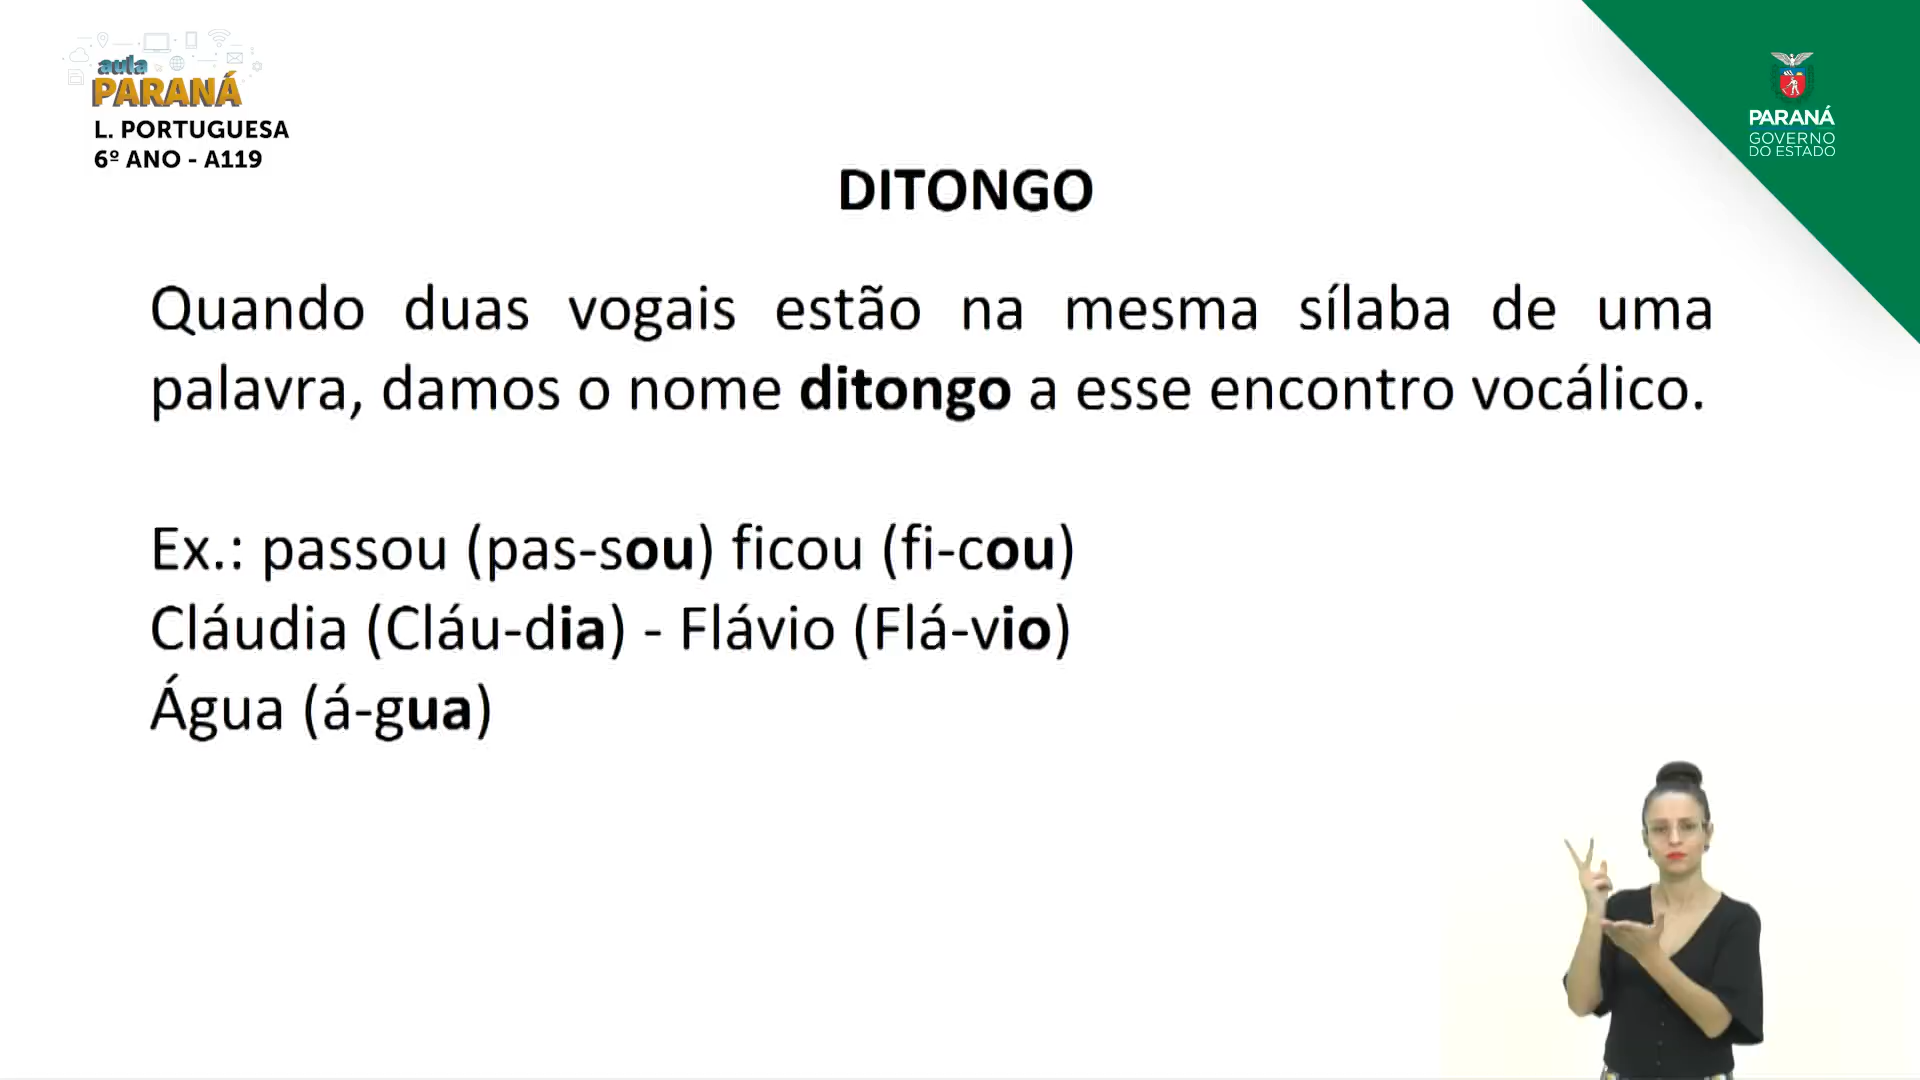 aula
PARANÁ
L. PORTUGUESA
6º ANO - A119
PARANÁ
GOVERNO
DO ESTADO
DITONGO
Quando duas vogais estão na mesma sílaba de uma
palavra, damos o nome ditongo a esse encontro vocálico.
Ex.: passou (pas-sou) ficou (fi-cou)
Cláudia (Cláu-dia) - Flávio (Flá-vio)
Água (á-gua)